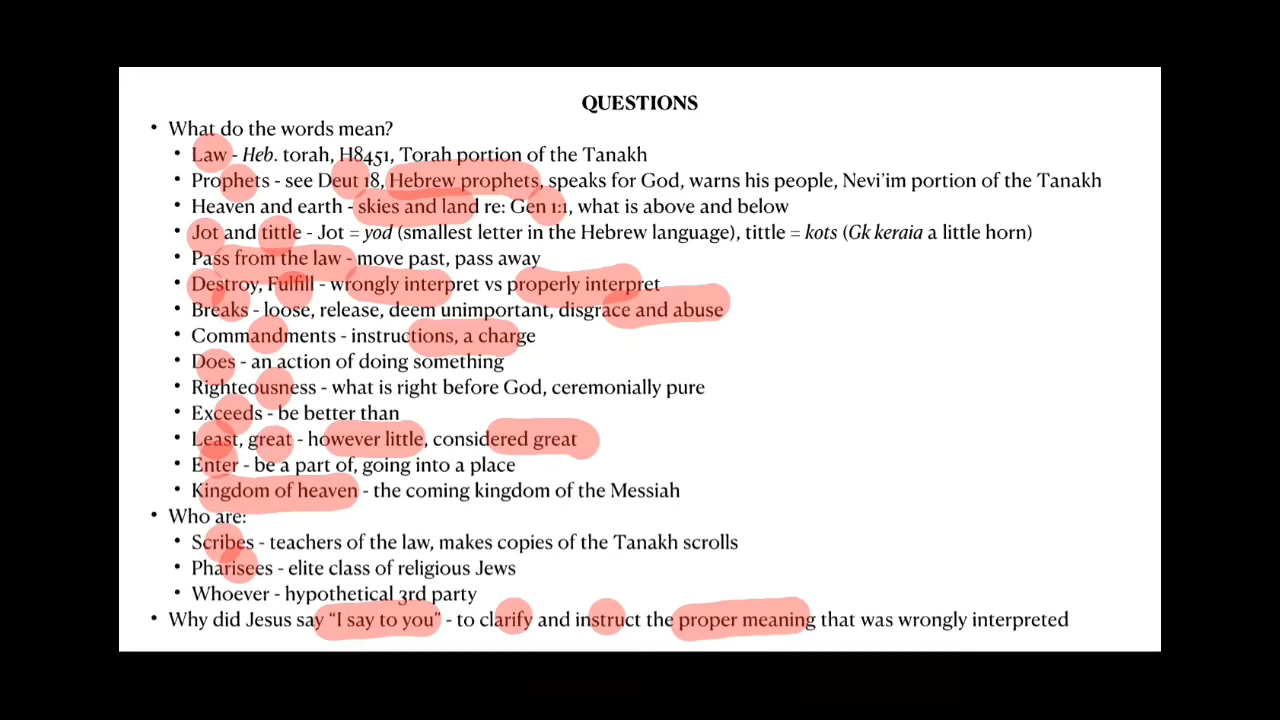 QUESTIONS
• What do the words mean?
• Law - Heb. torah, H8451, Torah portion of the Tanakh
• Prophets - see Deut 18, Hebrew prophets, speaks for God, warns his people, Nevi'im portion of the Tanakh
• Heaven and earth - skies and land re: Gen 1:1, what is above and below
• Jot and tittle - Jot = yod (smallest letter in the Hebrew language), tittle = kots (Gk keraia a little horn)
• Pass from the law - move past, pass away
• Destroy, Fulfill - wrongly interpret vs properly interpret
• Breaks - loose, release, deem unimportant, disgrace and abuse
• Commandments - instructions, a charge
• Does - an action of doing something
• Righteousness - what is right before God, ceremonially pure
• Exceeds - be better than
• Least, great - however little, considered great
• Enter - be a part of, going into a place
• Kingdom of heaven - the coming kingdom of the Messiah
• Who are:
• Scribes - teachers of the law, makes copies of the Tanakh scrolls
• Pharisees - elite class of religious Jews
• Whoever - hypothetical 3rd party
• Why did Jesus say “I say to you” - to clarify and instruct the proper meaning that was wrongly interpreted